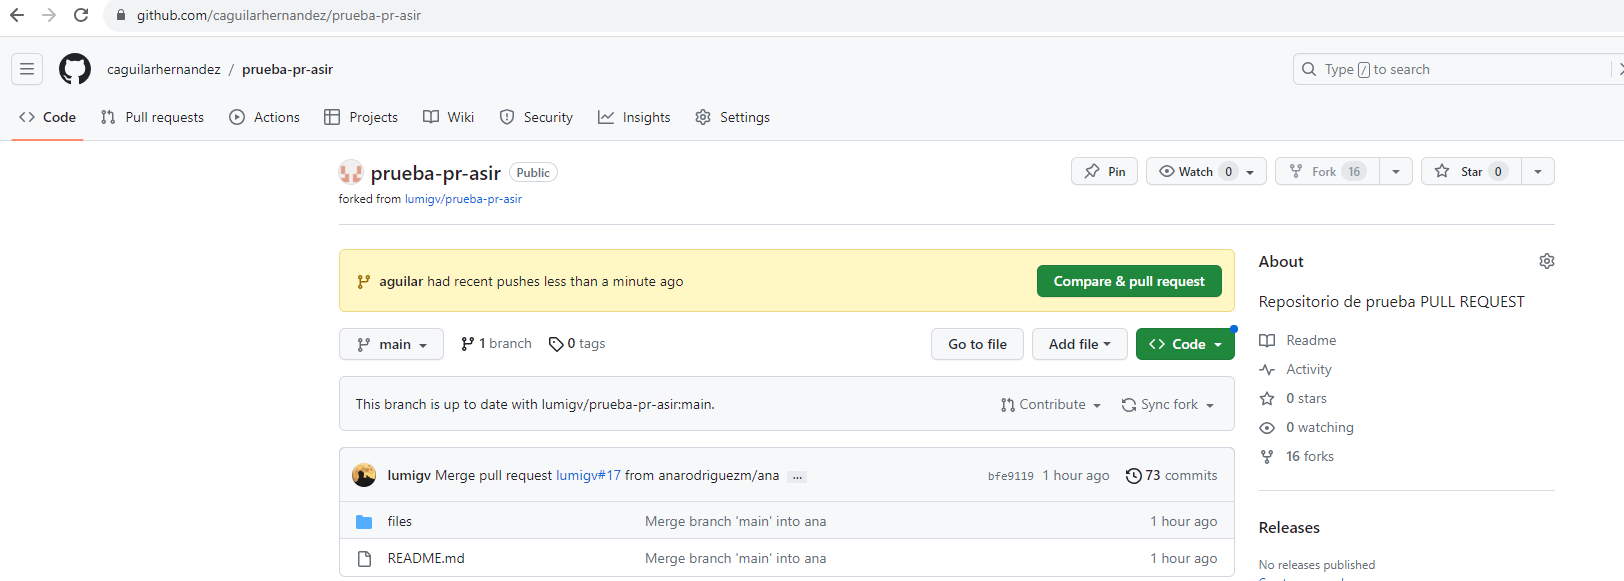 github.com/caguilarhernandez/prueba-pr-asir
caguilarhernandez / prueba-pr-asir
Type / to search
Code Pull requests Actions Projects Wiki Security Insights Settings
prueba-pr-asir Public
Pin Watch 0 Fork 16 Star 0
forked from lumigv/prueba-pr-asir
aguilar had recent pushes less than a minute ago
Compare & pull request
main 1 branch 0 tags
Go to file Add file Code
This branch is up to date with lumigv/prueba-pr-asir:main.
Contribute Sync fork
lumigv Merge pull request lumigv#17 from anarodriguezm/ana ...
bfe9119 1 hour ago 73 commits
files Merge branch 'main' into ana 1 hour ago
README.md Merge branch 'main' into ana 1 hour ago
About
Repositorio de prueba PULL REQUEST
Readme
Activity
0 stars
0 watching
16 forks
Releases
No releases published